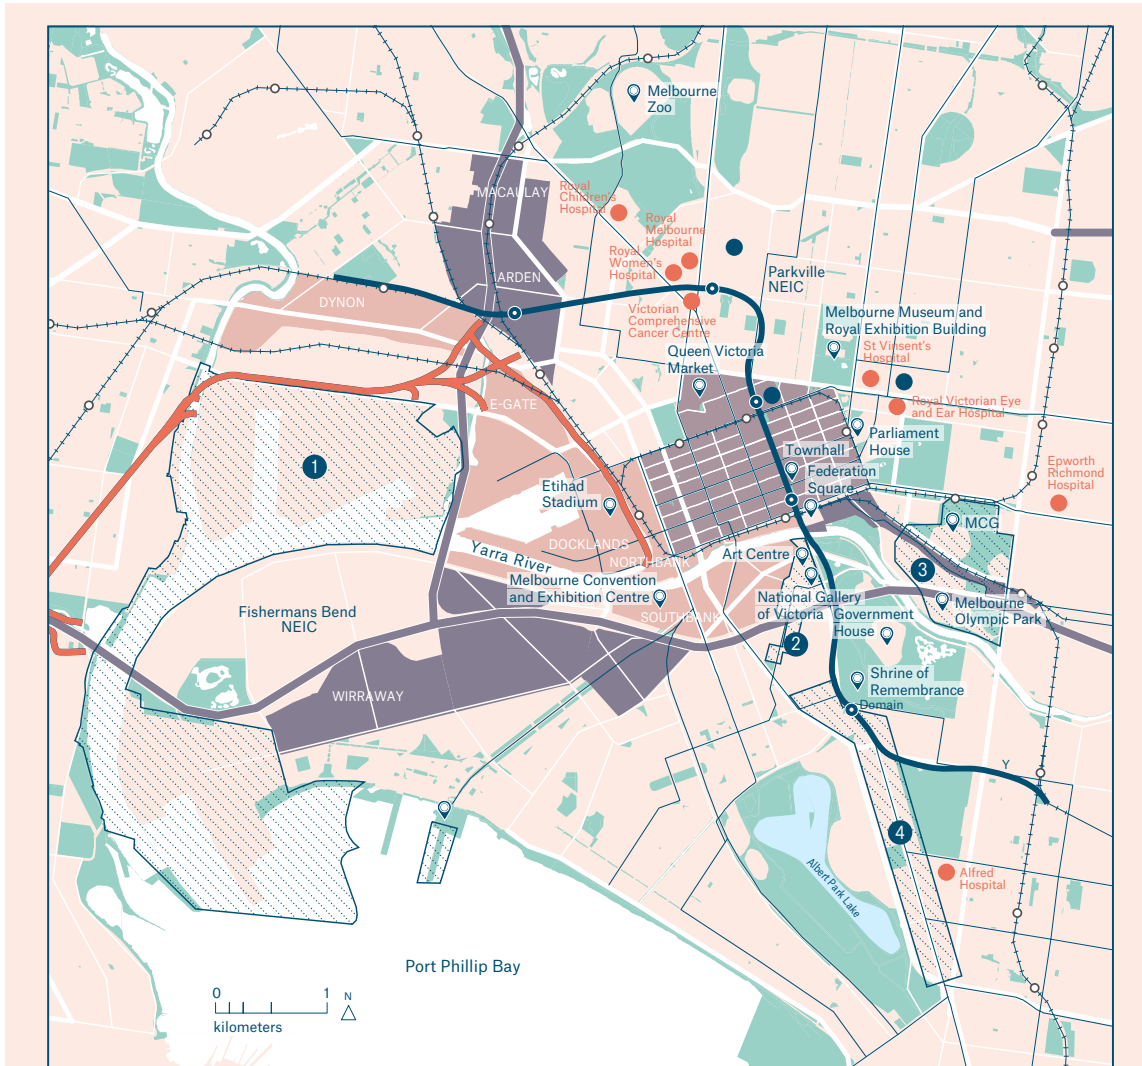 Melbourne
Zoo
MACAULAY
Royal
Children's
Hospital
Royal
Melbourne
Hospital
Royal
Women's
Hospital
ARDEN
Parkville
NEIC
DYNON
Victorian
Comprehensive
Cancer Centre
Melbourne Museum and
Royal Exhibition Building
St Vinsent's
Hospital
Queen Victoria
Market
E-GATE
Royal Victorian Eye
and Ear Hospital
Parliament
House
Townhall
Federation
Square
Epworth
Richmond
Hospital
1
Etihad
Stadium
MCG
DOCKLANDS
Yarra River
NORTHBANK
Art Centre
3
Melbourne Convention
and Exhibition Centre
National Gallery
of Victoria
Melbourne
Olympic Park
Fishermans Bend
NEIC
SOUTHBANK
Government
House
2
Shrine of
Remembrance
Domain
WIRRAWAY
Y
4
Albert Park Lake
Alfred
Hospital
Port Phillip Bay
0 1
N
kilometers